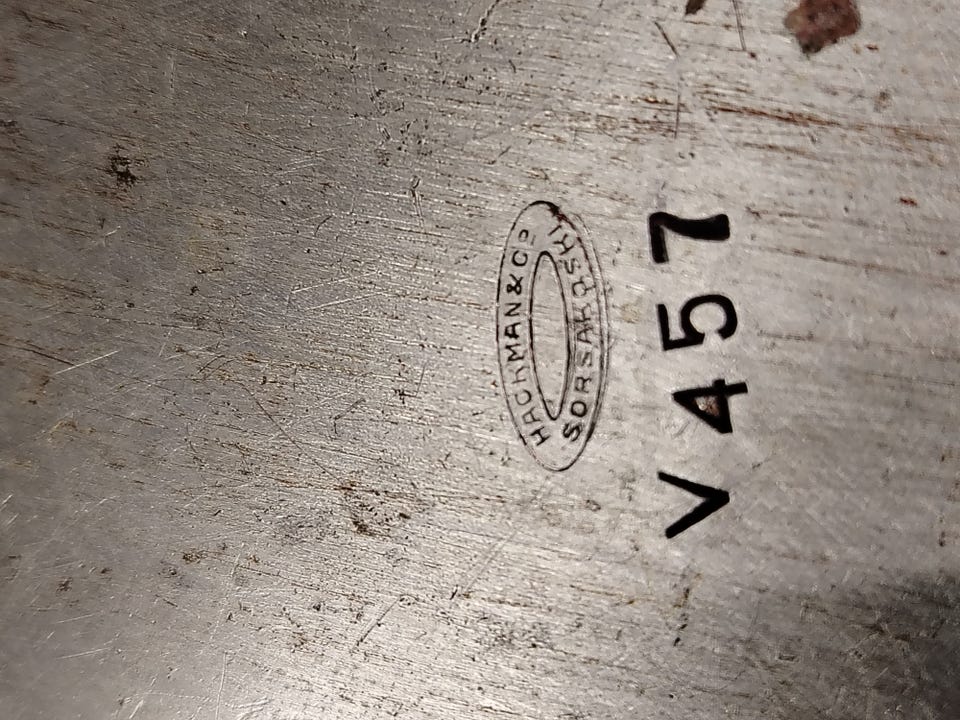 HACKMAN & Co
SORSAKOSKI
V457